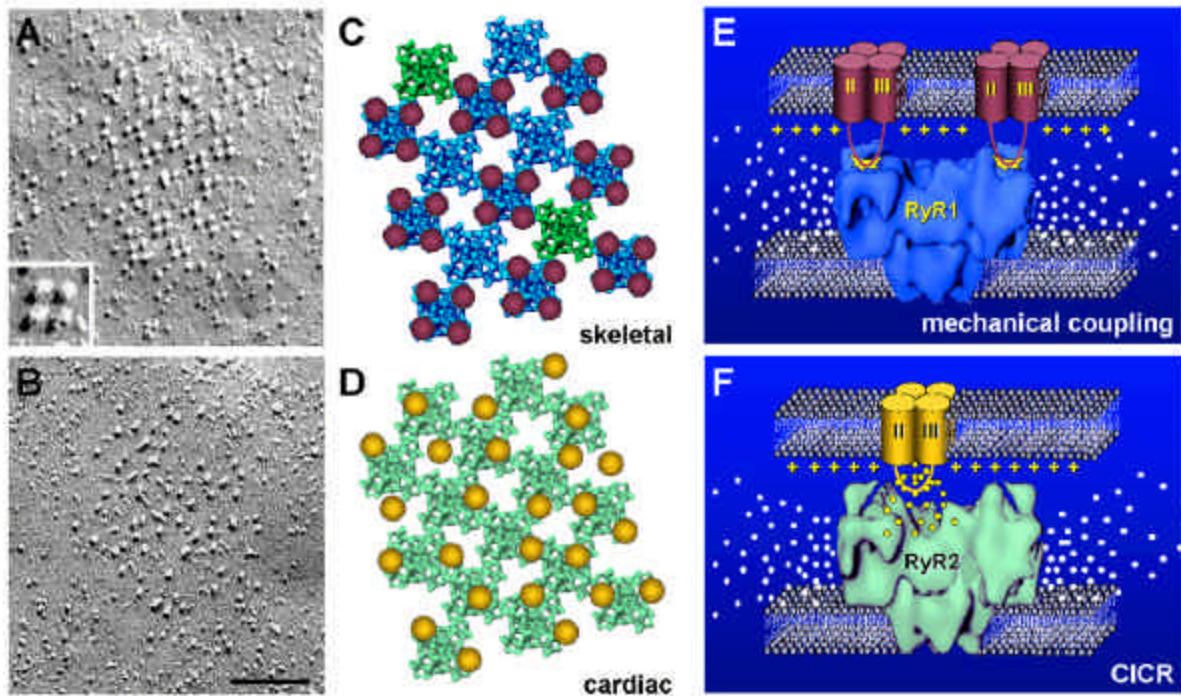 A
C
skeletal
E
II III
II III
+ + + + + + + + + + + +
RyR1
mechanical coupling
B
D
cardiac
F
II III
+ + + + + + + + + + + + + +
RyR2
CICR